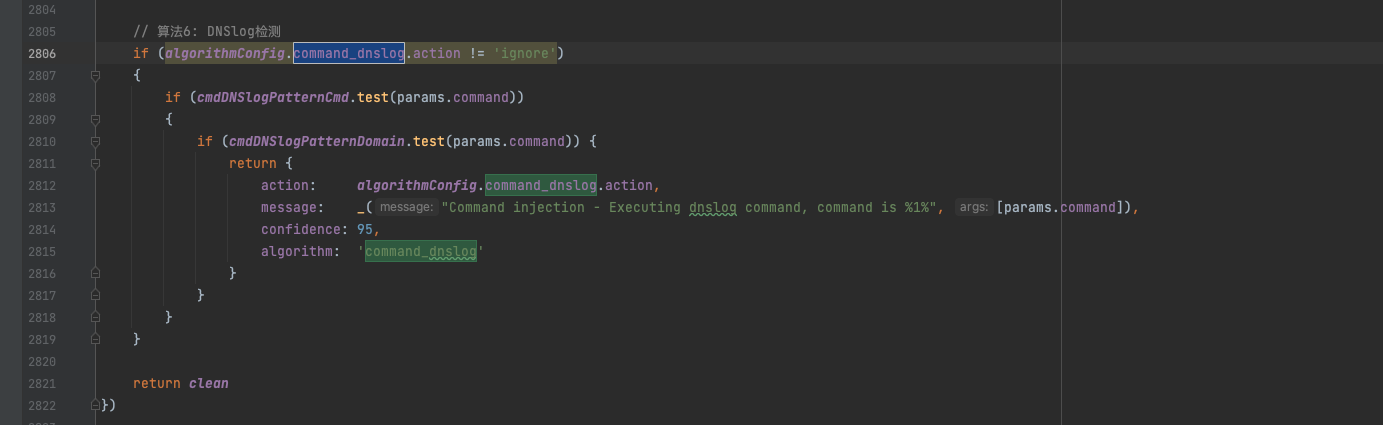 2804
2805 // 算法6: DNSlog检测
2806 if (algorithmConfig.command_dnslog.action != 'ignore')
2807 {
2808 if (cmdDNSlogPatternCmd.test(params.command))
2809 {
2810 if (cmdDNSlogPatternDomain.test(params.command)) {
2811 return {
2812 action: algorithmConfig.command_dnslog.action,
2813 message: _( message: "Command injection - Executing dnslog command, command is %1%", args: [params.command]),
2814 confidence: 95,
2815 algorithm: 'command_dnslog'
2816 }
2817 }
2818 }
2819 }
2820
2821 return clean
2822 })